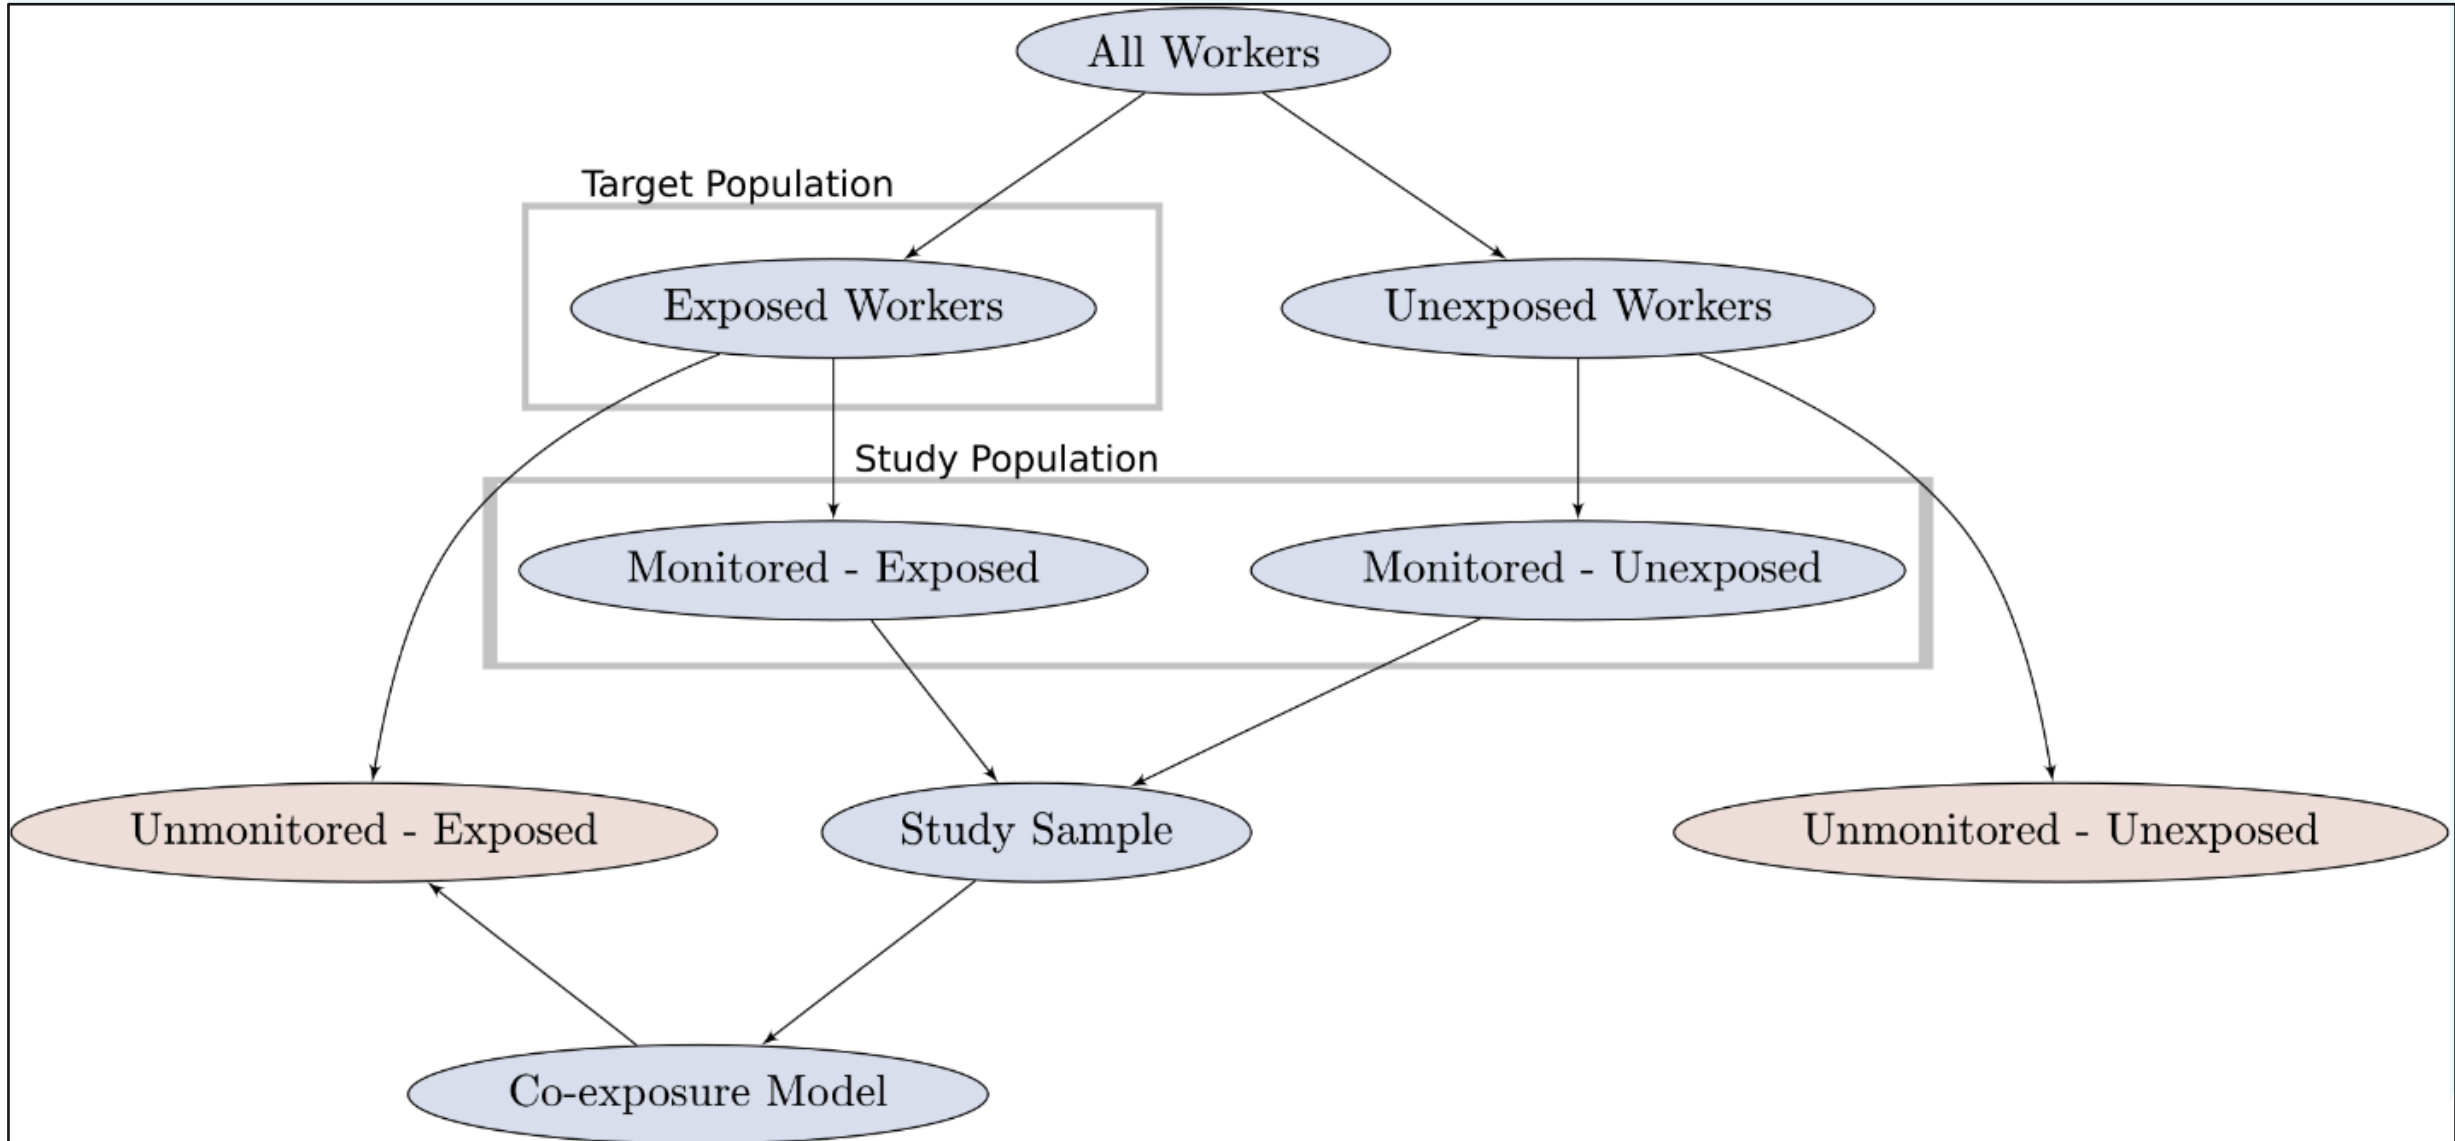 All Workers
Target Population
Exposed Workers
Unexposed Workers
Study Population
Monitored - Exposed
Monitored - Unexposed
Unmonitored - Exposed
Study Sample
Unmonitored - Unexposed
Co-exposure Model